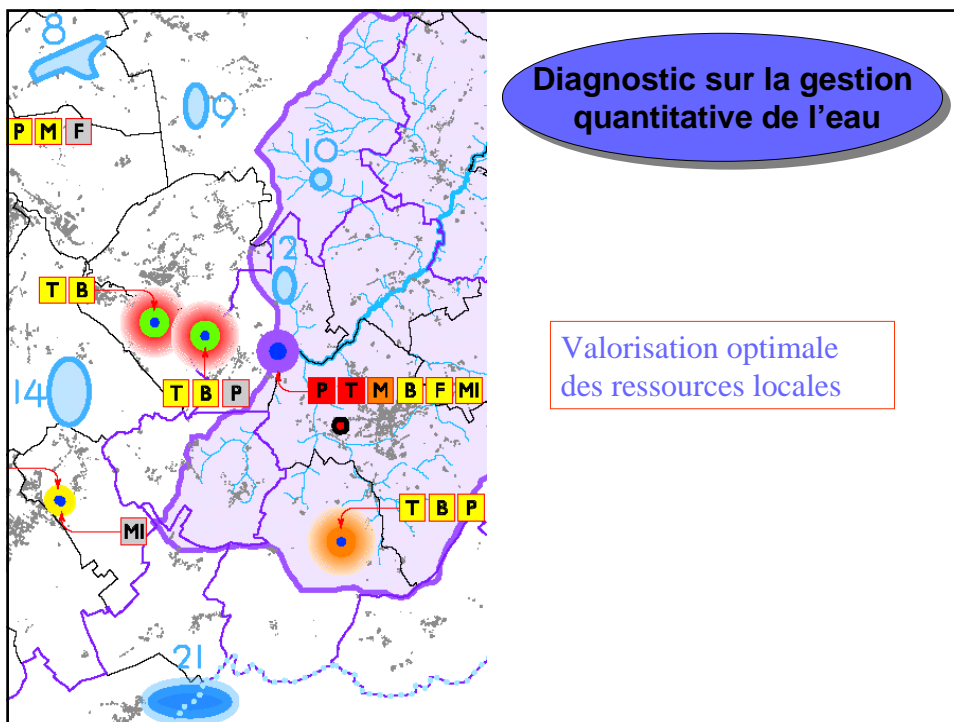 Diagnostic sur la gestion
quantitative de l'eau
Valorisation optimale
des ressources locales
8
9
P M F
10
12
T B
14
T B P
P T M B F MI
T B P
MI
21